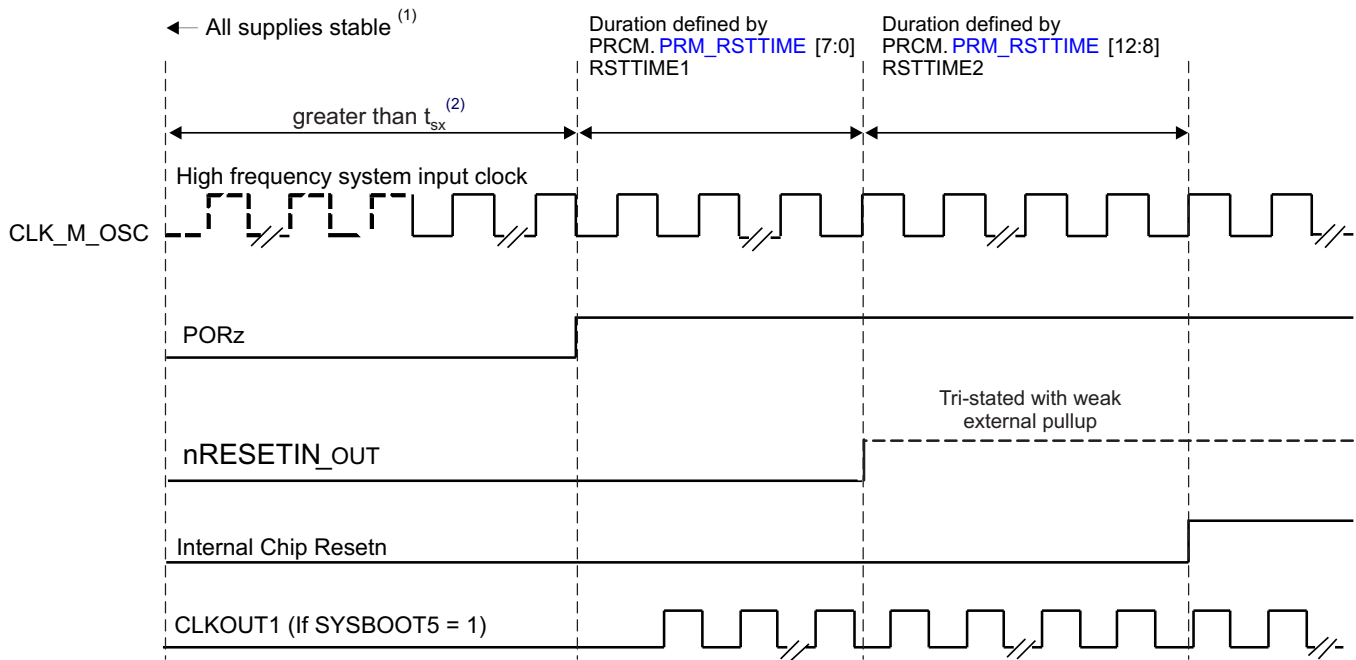 All supplies stable (1)
Duration defined by
PRCM. PRM_RSTTIME [7:0]
RSTTIME1
Duration defined by
PRCM. PRM_RSTTIME [12:8]
RSTTIME2
greater than tsx(2)
High frequency system input clock
CLK_M_OSC
PORz
Tri-stated with weak
external pullup
nRESETIN_OUT
Internal Chip Resetn
CLKOUT1 (If SYSBOOT5 = 1)